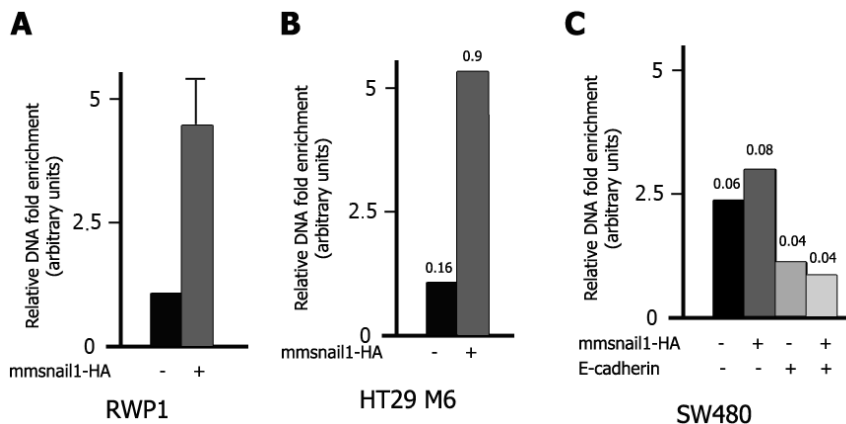 A
Relative DNA fold enrichment
(arbitrary units)
5
2.5
0
mmsnail1-HA - +
RWP1
B
Relative DNA fold enrichment
(arbitrary units)
5
2.5
0
0.16
0.9
mmsnail1-HA - +
HT29 M6
C
Relative DNA fold enrichment
(arbitrary units)
5
2.5
0
0.06
0.08
0.04
0.04
mmsnail1-HA - + - +
E-cadherin - - + +
SW480